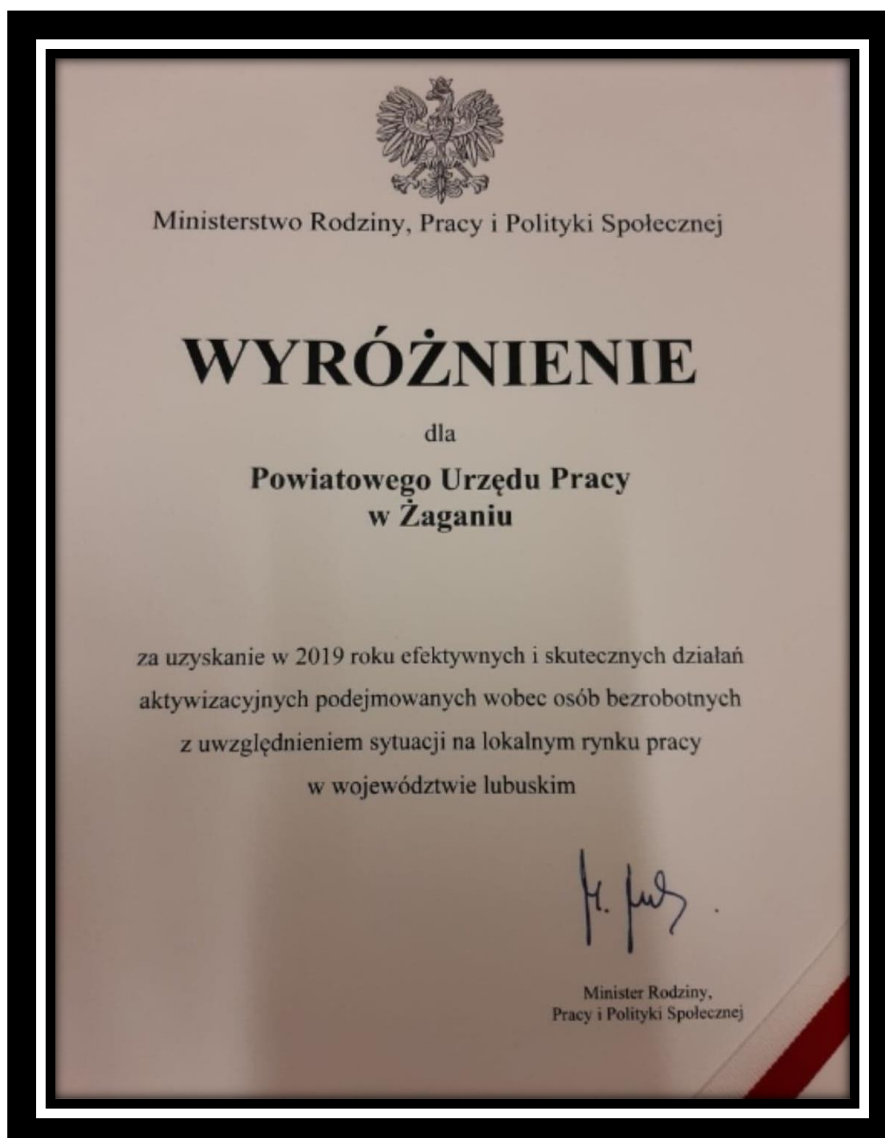 Ministerstwo Rodziny, Pracy i Polityki Społecznej
WYRÓŻNIENIE
dla
Powiatowego Urzędu Pracy
w Żaganiu
za uzyskanie w 2019 roku efektywnych i skutecznych działań
aktywizacyjnych podejmowanych wobec osób bezrobotnych
z uwzględnieniem sytuacji na lokalnym rynku pracy
w województwie lubuskim
Minister Rodziny,
Pracy i Polityki Społecznej